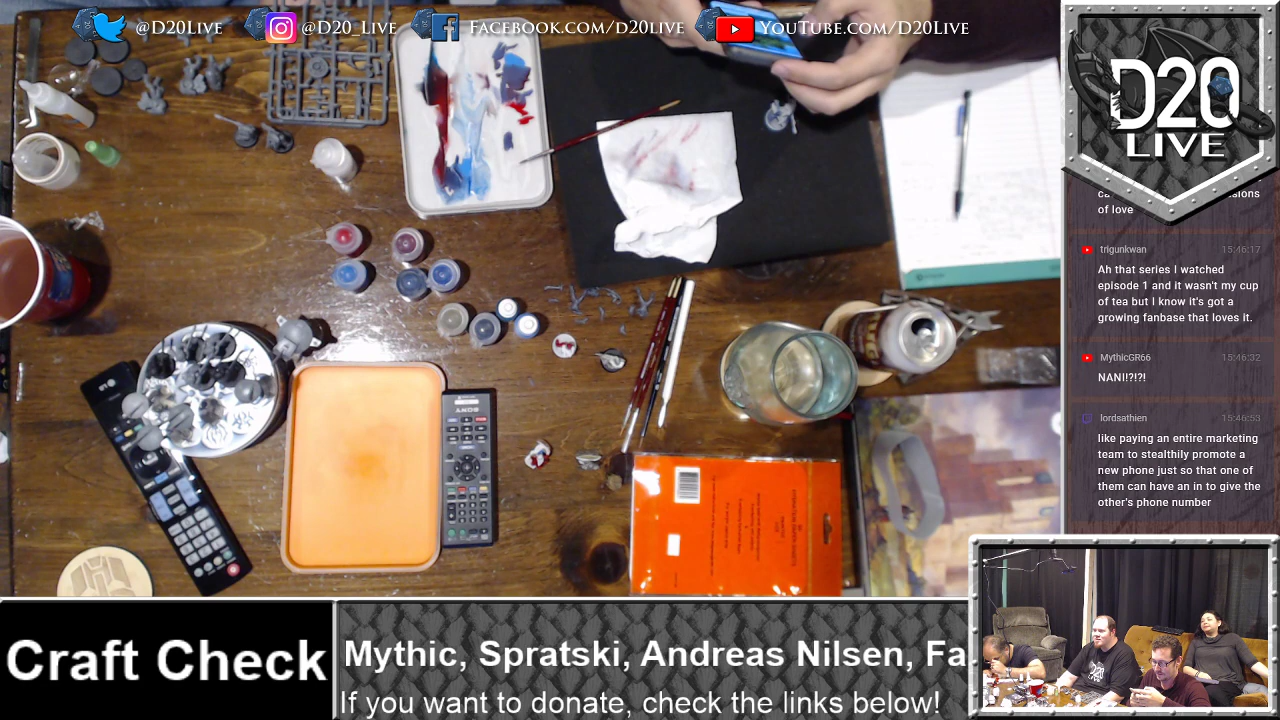 @D20Live
@D20_Live
Facebook.com/d20live
YouTube.com/D20Live
D20
LIVE
of love
trigunkwan 15:46:17
Ah that series I watched
episode 1 and it wasn't my cup
of tea but I know it's got a
growing fanbase that loves it.
MythicGR66 15:46:32
NANI!?!?!
lordsathien 15:46:53
like paying an entire marketing
team to stealthily promote a
new phone just so that one of
them can have an in to give the
other's phone number
SONY
Craft Check
Mythic, Spratski, Andreas Nilsen, Fa
If you want to donate, check the links below!